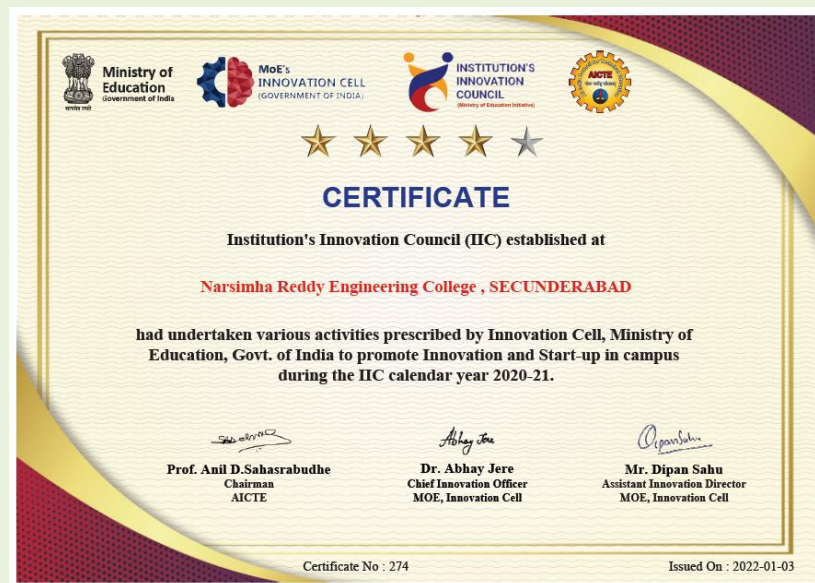 Ministry of
Education
Government of India
MoE's
INNOVATION CELL
(GOVERNMENT OF INDIA)
INSTITUTION'S
INNOVATION
COUNCIL
(Ministry of Education Initiative)
AICTE
CERTIFICATE
Institution's Innovation Council (IIC) established at
Narsimha Reddy Engineering College , SECUNDERABAD
had undertaken various activities prescribed by Innovation Cell, Ministry of
Education, Govt. of India to promote Innovation and Start-up in campus
during the IIC calendar year 2020-21.
Abhay Jere
Dipan Sahu
Prof. Anil D.Sahasrabudhe
Chairman
AICTE
Dr. Abhay Jere
Chief Innovation Officer
MOE, Innovation Cell
Mr. Dipan Sahu
Assistant Innovation Director
MOE, Innovation Cell
Certificate No : 274
Issued On : 2022-01-03